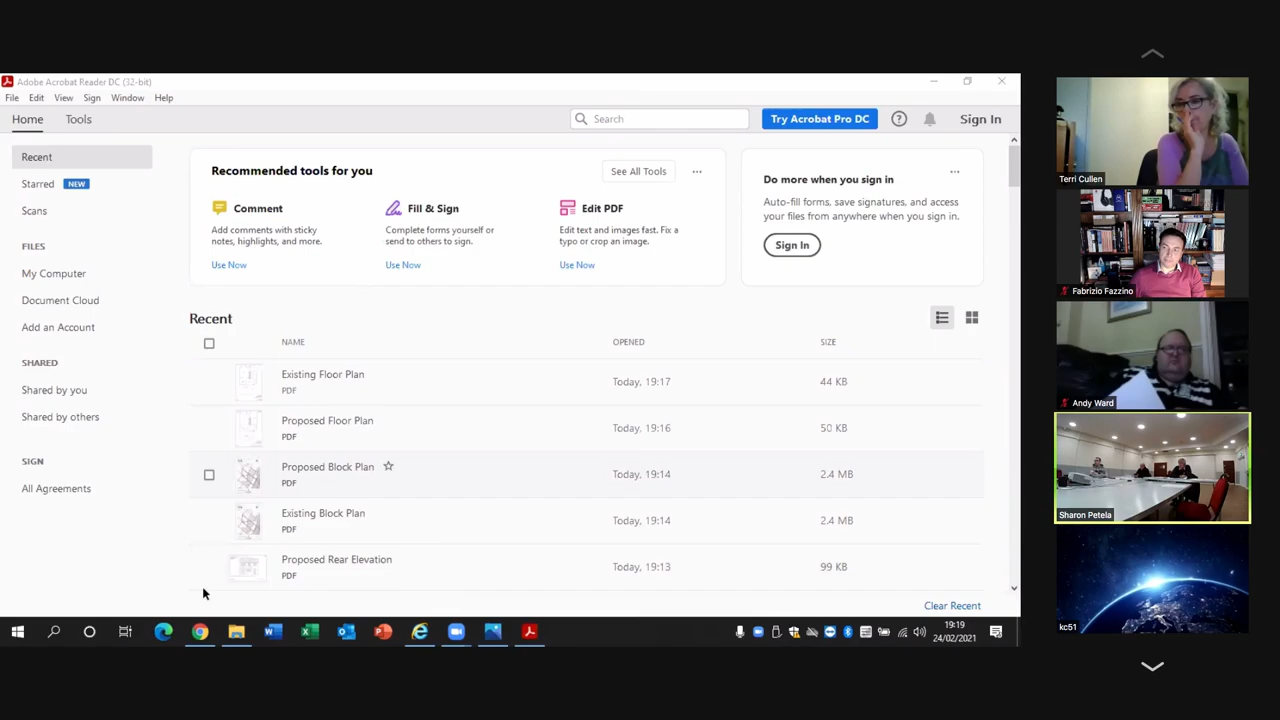 Adobe Acrobat Reader DC (32-bit)
File Edit View Sign Window Help
Home Tools
Search
Try Acrobat Pro DC
Sign In
Recent
Starred NEW
Scans
FILES
My Computer
Document Cloud
Add an Account
SHARED
Shared by you
Shared by others
SIGN
All Agreements
Recommended tools for you
See All Tools
Comment
Add comments with sticky
notes, highlights, and more.
Use Now
Fill & Sign
Complete forms yourself or
send to others to sign.
Use Now
Edit PDF
Edit text and images fast. Fix a
typo or crop an image.
Use Now
Do more when you sign in
Auto-fill forms, save signatures, and access
your files from anywhere when you sign in.
Sign In
Recent
NAME OPENED SIZE
Existing Floor Plan
PDF
Today, 19:17 44 KB
Proposed Floor Plan
PDF
Today, 19:16 50 KB
Proposed Block Plan
PDF
Today, 19:14 2.4 MB
Existing Block Plan
PDF
Today, 19:14 2.4 MB
Proposed Rear Elevation
PDF
Today, 19:13 99 KB
Clear Recent
19:19
24/02/2021
Terri Cullen
Fabrizio Fazzino
Andy Ward
Sharon Petela
kc51